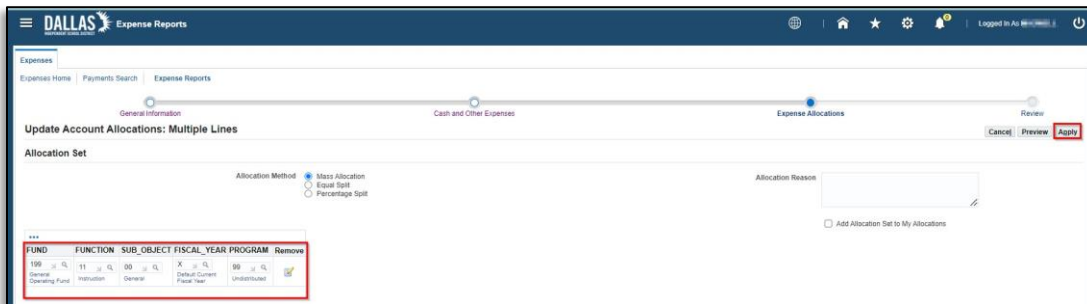 DALLAS Expense Reports
INDEPENDENT SCHOOL DISTRICT
0
Logged In As
Expenses
Expenses Home | Payments Search | Expense Reports
General Information Cash and Other Expenses Expense Allocations Review
Update Account Allocations: Multiple Lines
Cancel Preview Apply
Allocation Set
Allocation Method Mass Allocation
Equal Split
Percentage Split
Allocation Reason
Add Allocation Set to My Allocations
FUND FUNCTION SUB_OBJECT FISCAL_YEAR PROGRAM Remove
199 11 00 X 99
General Operating Fund Instruction General Default Current Fiscal Year Undistributed